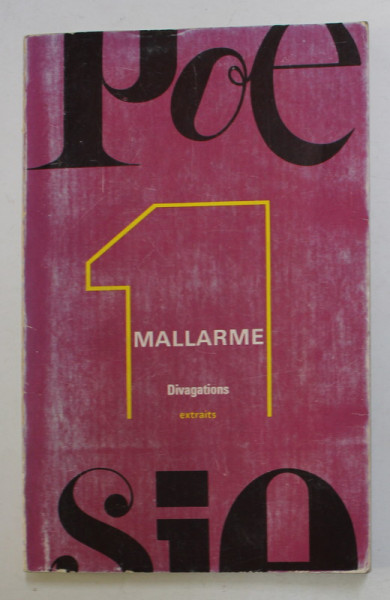 Poe
1
MALLARME
Divagations
extraits
sie